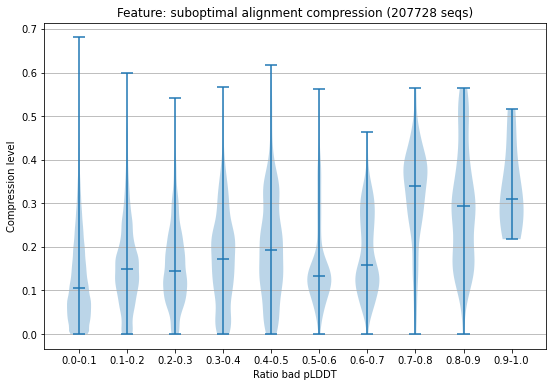 Feature: suboptimal alignment compression (207728 seqs)
Compression level
0.7
0.6
0.5
0.4
0.3
0.2
0.1
0.0
0.0-0.1 0.1-0.2 0.2-0.3 0.3-0.4 0.4-0.5 0.5-0.6 0.6-0.7 0.7-0.8 0.8-0.9 0.9-1.0
Ratio bad pLDDT